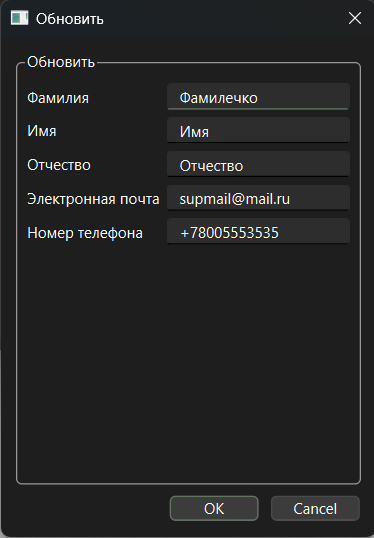 Обновить
Обновить
Фамилия Фамилечко
Имя Имя
Отчество Отчество
Электронная почта supmail@mail.ru
Номер телефона +78005553535
OK Cancel